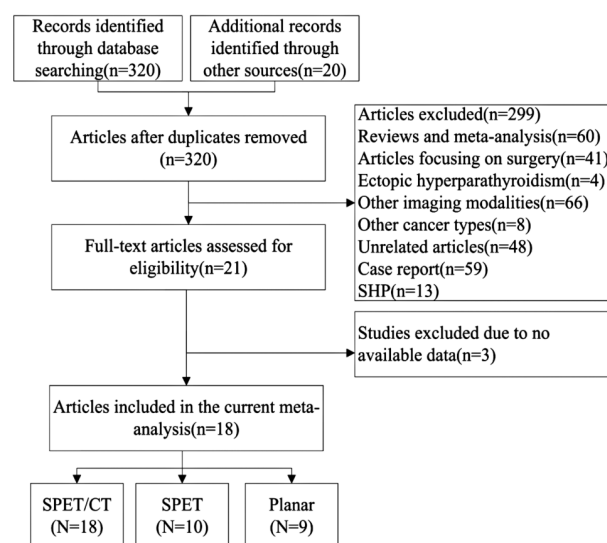 Records identified
through database
searching(n=320)
Additional records
identified through
other sources(n=20)
Articles after duplicates removed
(n=320)
Articles excluded(n=299)
Reviews and meta-analysis(n=60)
Articles focusing on surgery(n=41)
Ectopic hyperparathyroidism(n=4)
Other imaging modalities(n=66)
Other cancer types(n=8)
Unrelated articles(n=48)
Case report(n=59)
SHP(n=13)
Full-text articles assessed for
eligibility(n=21)
Studies excluded due to no
available data(n=3)
Articles included in the current meta-
analysis(n=18)
SPET/CT
(N=18)
SPET
(N=10)
Planar
(N=9)